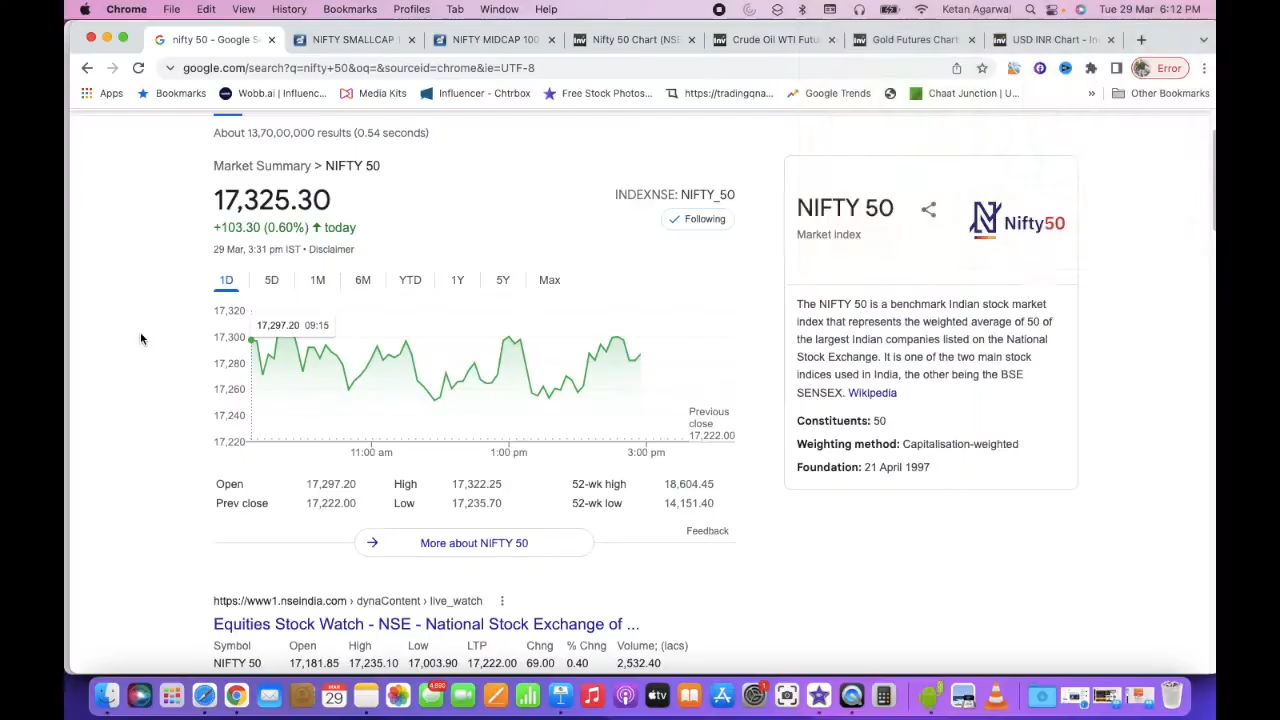 Chrome File Edit View History Bookmarks Profiles Tab Window Help Ketan Agarwal Tue 29 Mar 6:12 PM
nifty 50 - Google S NIFTY SMALLCAP 1 NIFTY MIDCAP 100 Inv Nifty 50 Chart (NSE Inv Crude Oil WTI Futu Inv Gold Futures Chart Inv USD INR Chart - In
google.com/search?q=nifty+50&oq=&sourceid=chrome&ie=UTF-8 Error
Apps Bookmarks Wobb.ai | Influenc... Media Kits Influencer - Chtrbox Free Stock Photos... https://tradingqna... Google Trends Chaat Junction | U... » Other Bookmarks
About 13,70,00,000 results (0.54 seconds)
Market Summary > NIFTY 50
17,325.30
INDEXNSE: NIFTY_50
+103.30 (0.60%) ↑ today
Following
29 Mar, 3:31 pm IST • Disclaimer
1D 5D 1M 6M YTD 1Y 5Y Max
17,320
17,297.20 09:15
17,300
17,280
17,260
17,240
17,220
Previous
close
17,222.00
11:00 am 1:00 pm 3:00 pm
Open 17,297.20 High 17,322.25 52-wk high 18,604.45
Prev close 17,222.00 Low 17,235.70 52-wk low 14,151.40
Feedback
More about NIFTY 50
https://www1.nseindia.com › dynaContent › live_watch
Equities Stock Watch - NSE - National Stock Exchange of ...
Symbol Open High Low LTP Chng % Chng Volume; (lacs)
NIFTY 50 17,181.85 17,235.10 17,003.90 17,222.00 69.00 0.40 2,532.40
NIFTY 50
Market index
Nifty50
The NIFTY 50 is a benchmark Indian stock market
index that represents the weighted average of 50 of
the largest Indian companies listed on the National
Stock Exchange. It is one of the two main stock
indices used in India, the other being the BSE
SENSEX. Wikipedia
Constituents: 50
Weighting method: Capitalisation-weighted
Foundation: 21 April 1997
MAR
29
tv